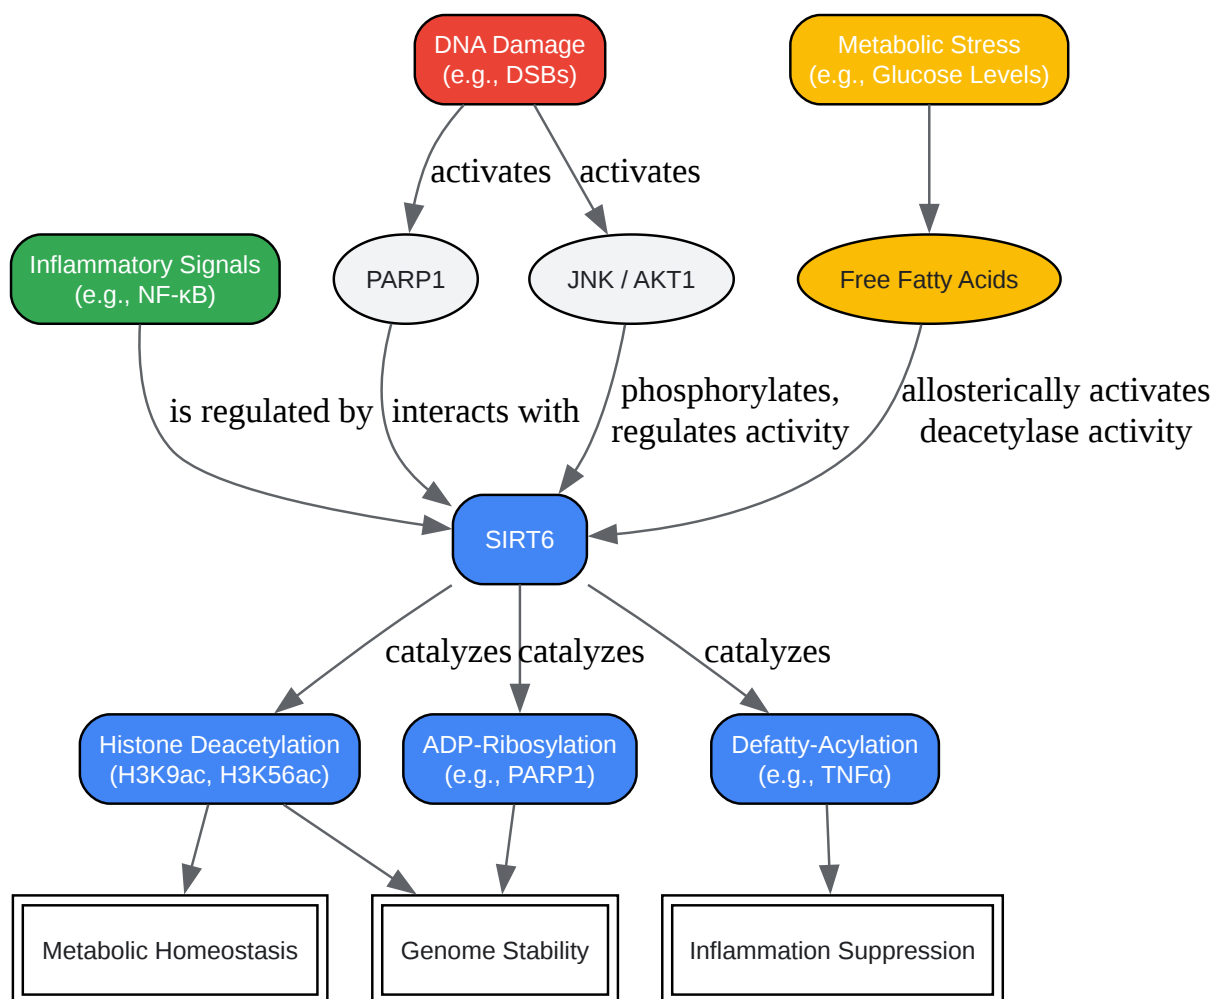 DNA Damage
(e.g., DSBs)
Metabolic Stress
(e.g., Glucose Levels)
activates
activates
Inflammatory Signals
(e.g., NF-κB)
PARP1
JNK / AKT1
Free Fatty Acids
is regulated by
interacts with
phosphorylates,
regulates activity
allosterically activates
deacetylase activity
SIRT6
catalyzes
catalyzes
catalyzes
Histone Deacetylation
(H3K9ac, H3K56ac)
ADP-Ribosylation
(e.g., PARP1)
Defatty-Acylation
(e.g., TNFα)
Metabolic Homeostasis
Genome Stability
Inflammation Suppression